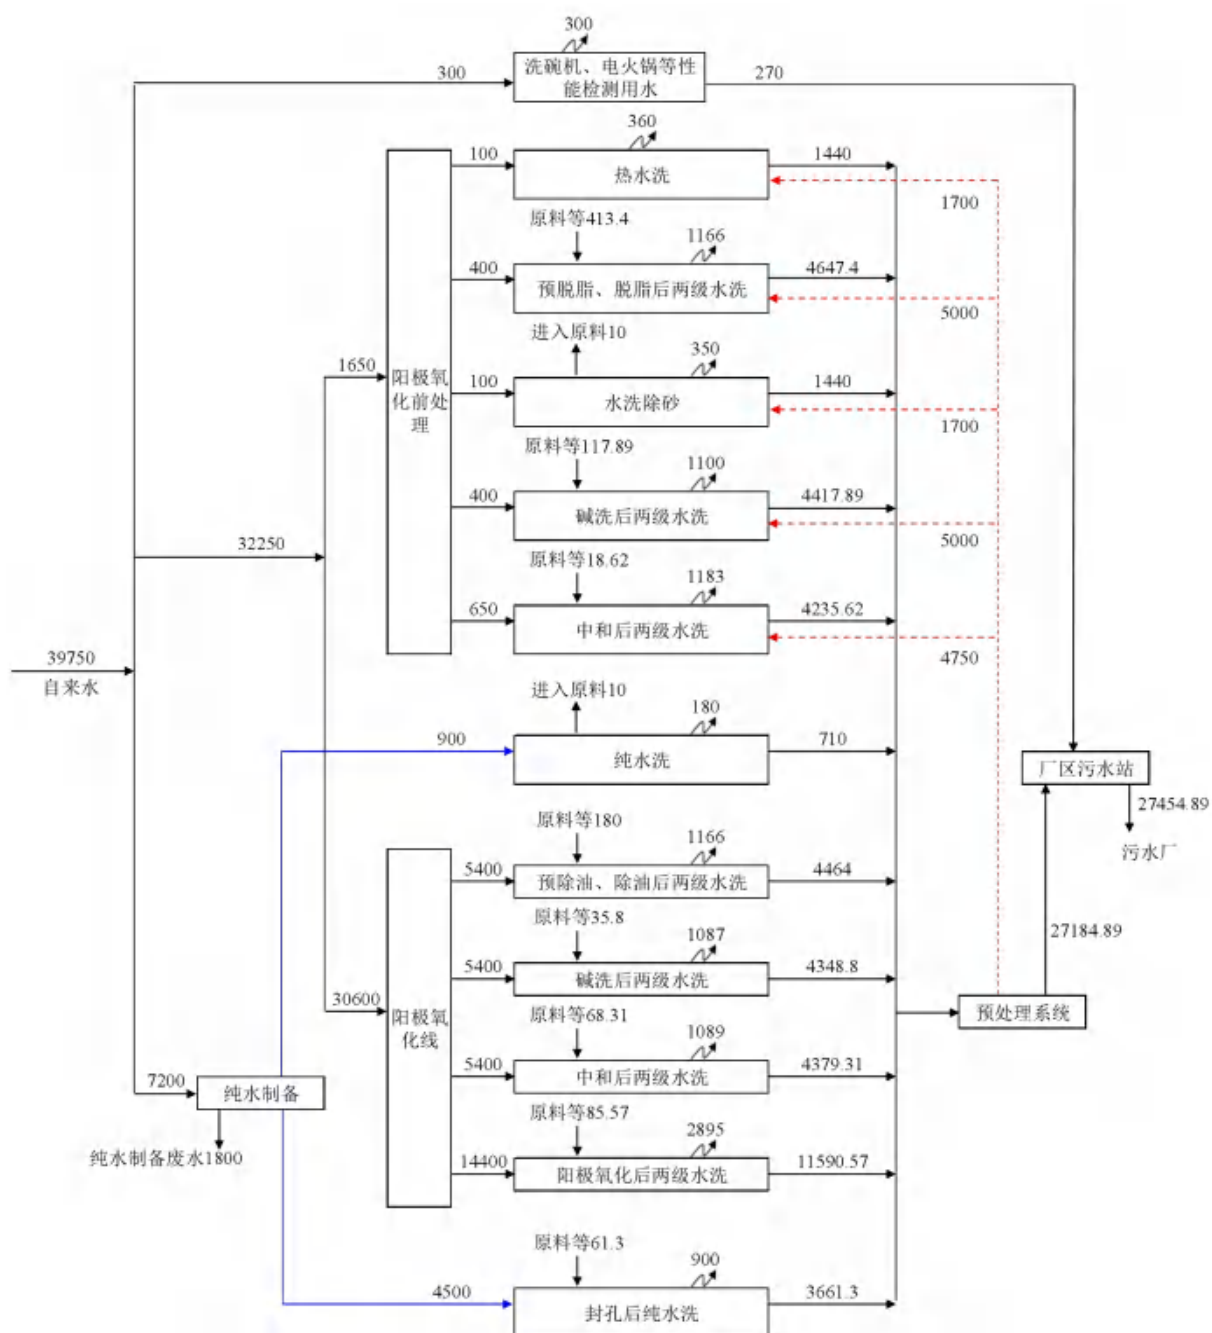 300
300
洗碗机、电火锅等性
能检测用水
270
360
100
热水洗
1440
1700
原料等413.4
1166
400
预脱脂、脱脂后两级水洗
4647.4
5000
进入原料10
350
1650
阳极氧
化前处
理
100
水洗除砂
1440
1700
原料等117.89
1100
400
碱洗后两级水洗
4417.89
5000
32250
原料等18.62
1183
650
中和后两级水洗
4235.62
4750
39750
自来水
进入原料10
180
900
纯水洗
710
厂区污水站
27454.89
污水厂
原料等180
1166
5400
预除油、除油后两级水洗
4464
原料等35.8
1087
27184.89
5400
碱洗后两级水洗
4348.8
30600
阳极氧
化线
预处理系统
原料等68.31
1089
5400
中和后两级水洗
4379.31
7200
纯水制备
纯水制备废水1800
原料等85.57
2895
14400
阳极氧化后两级水洗
11590.57
原料等61.3
900
4500
封孔后纯水洗
3661.3